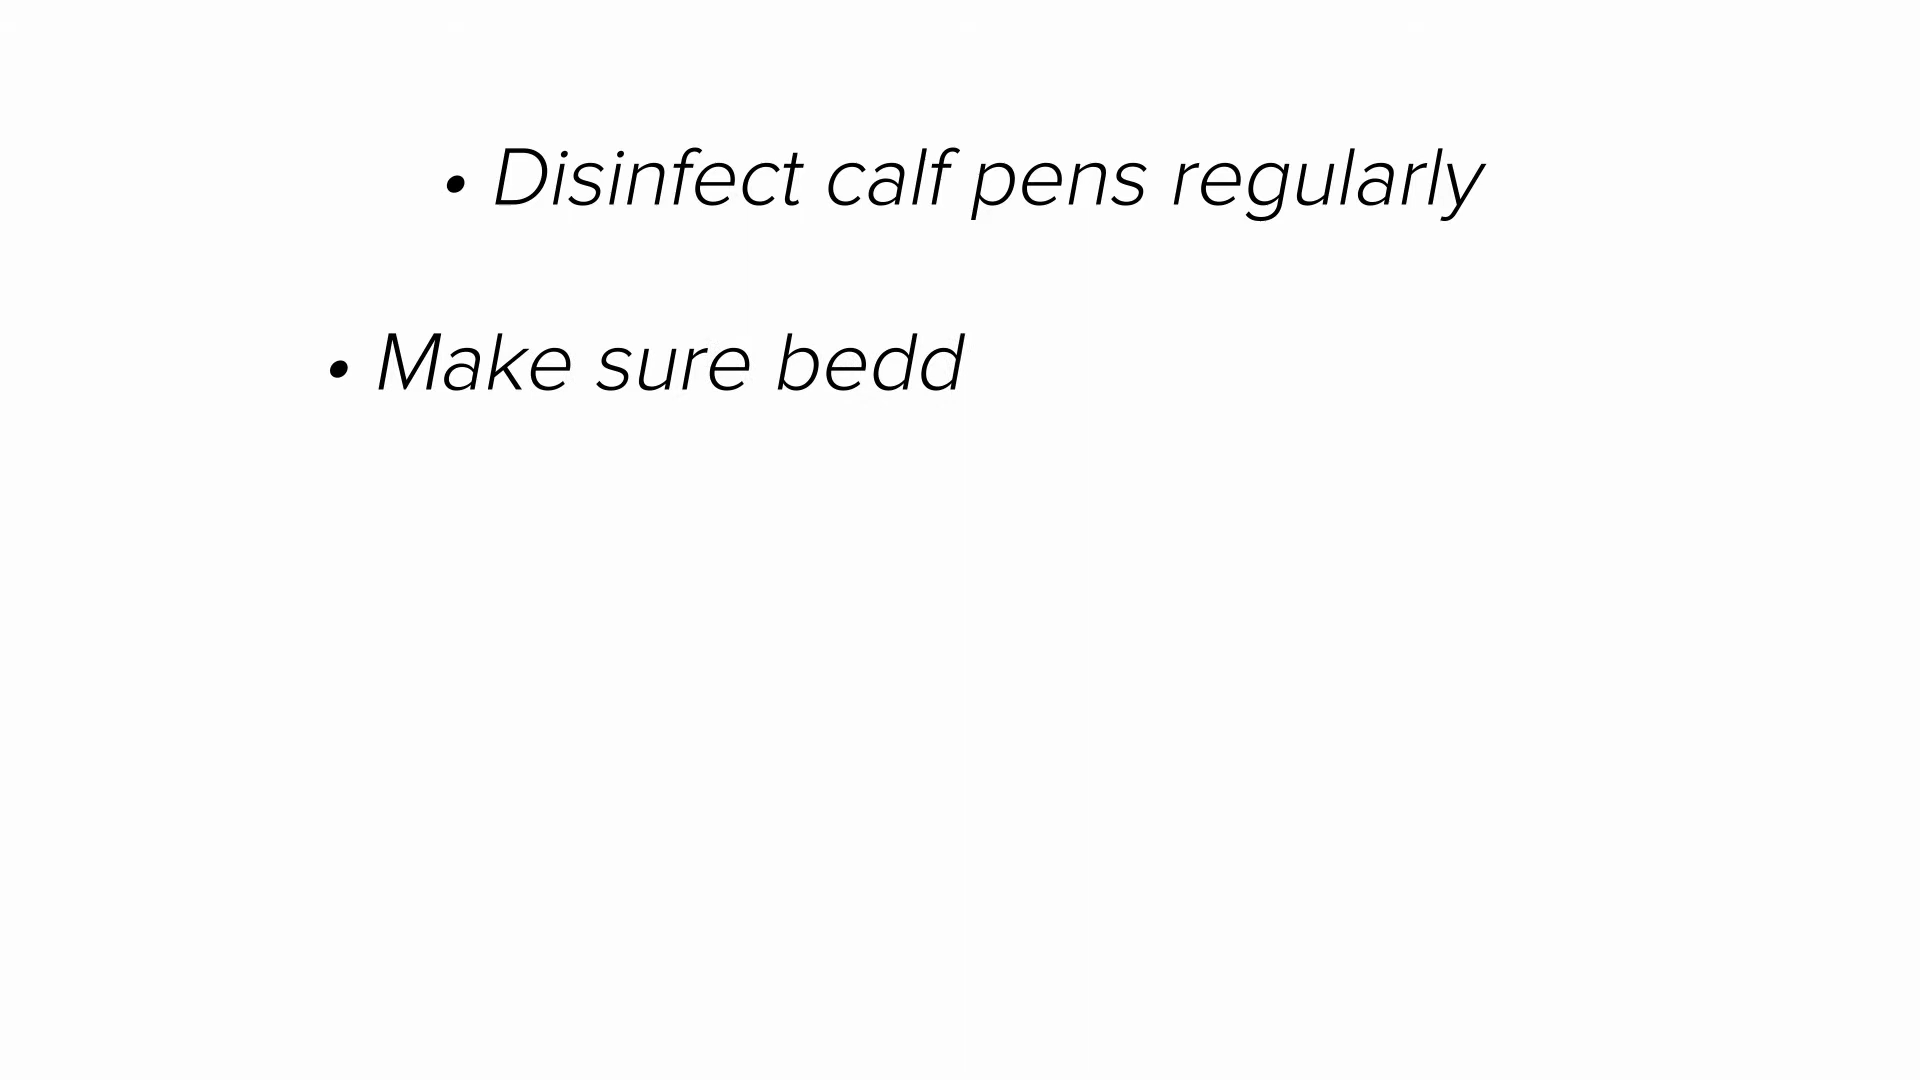 • Disinfect calf pens regularly
• Make sure bedd